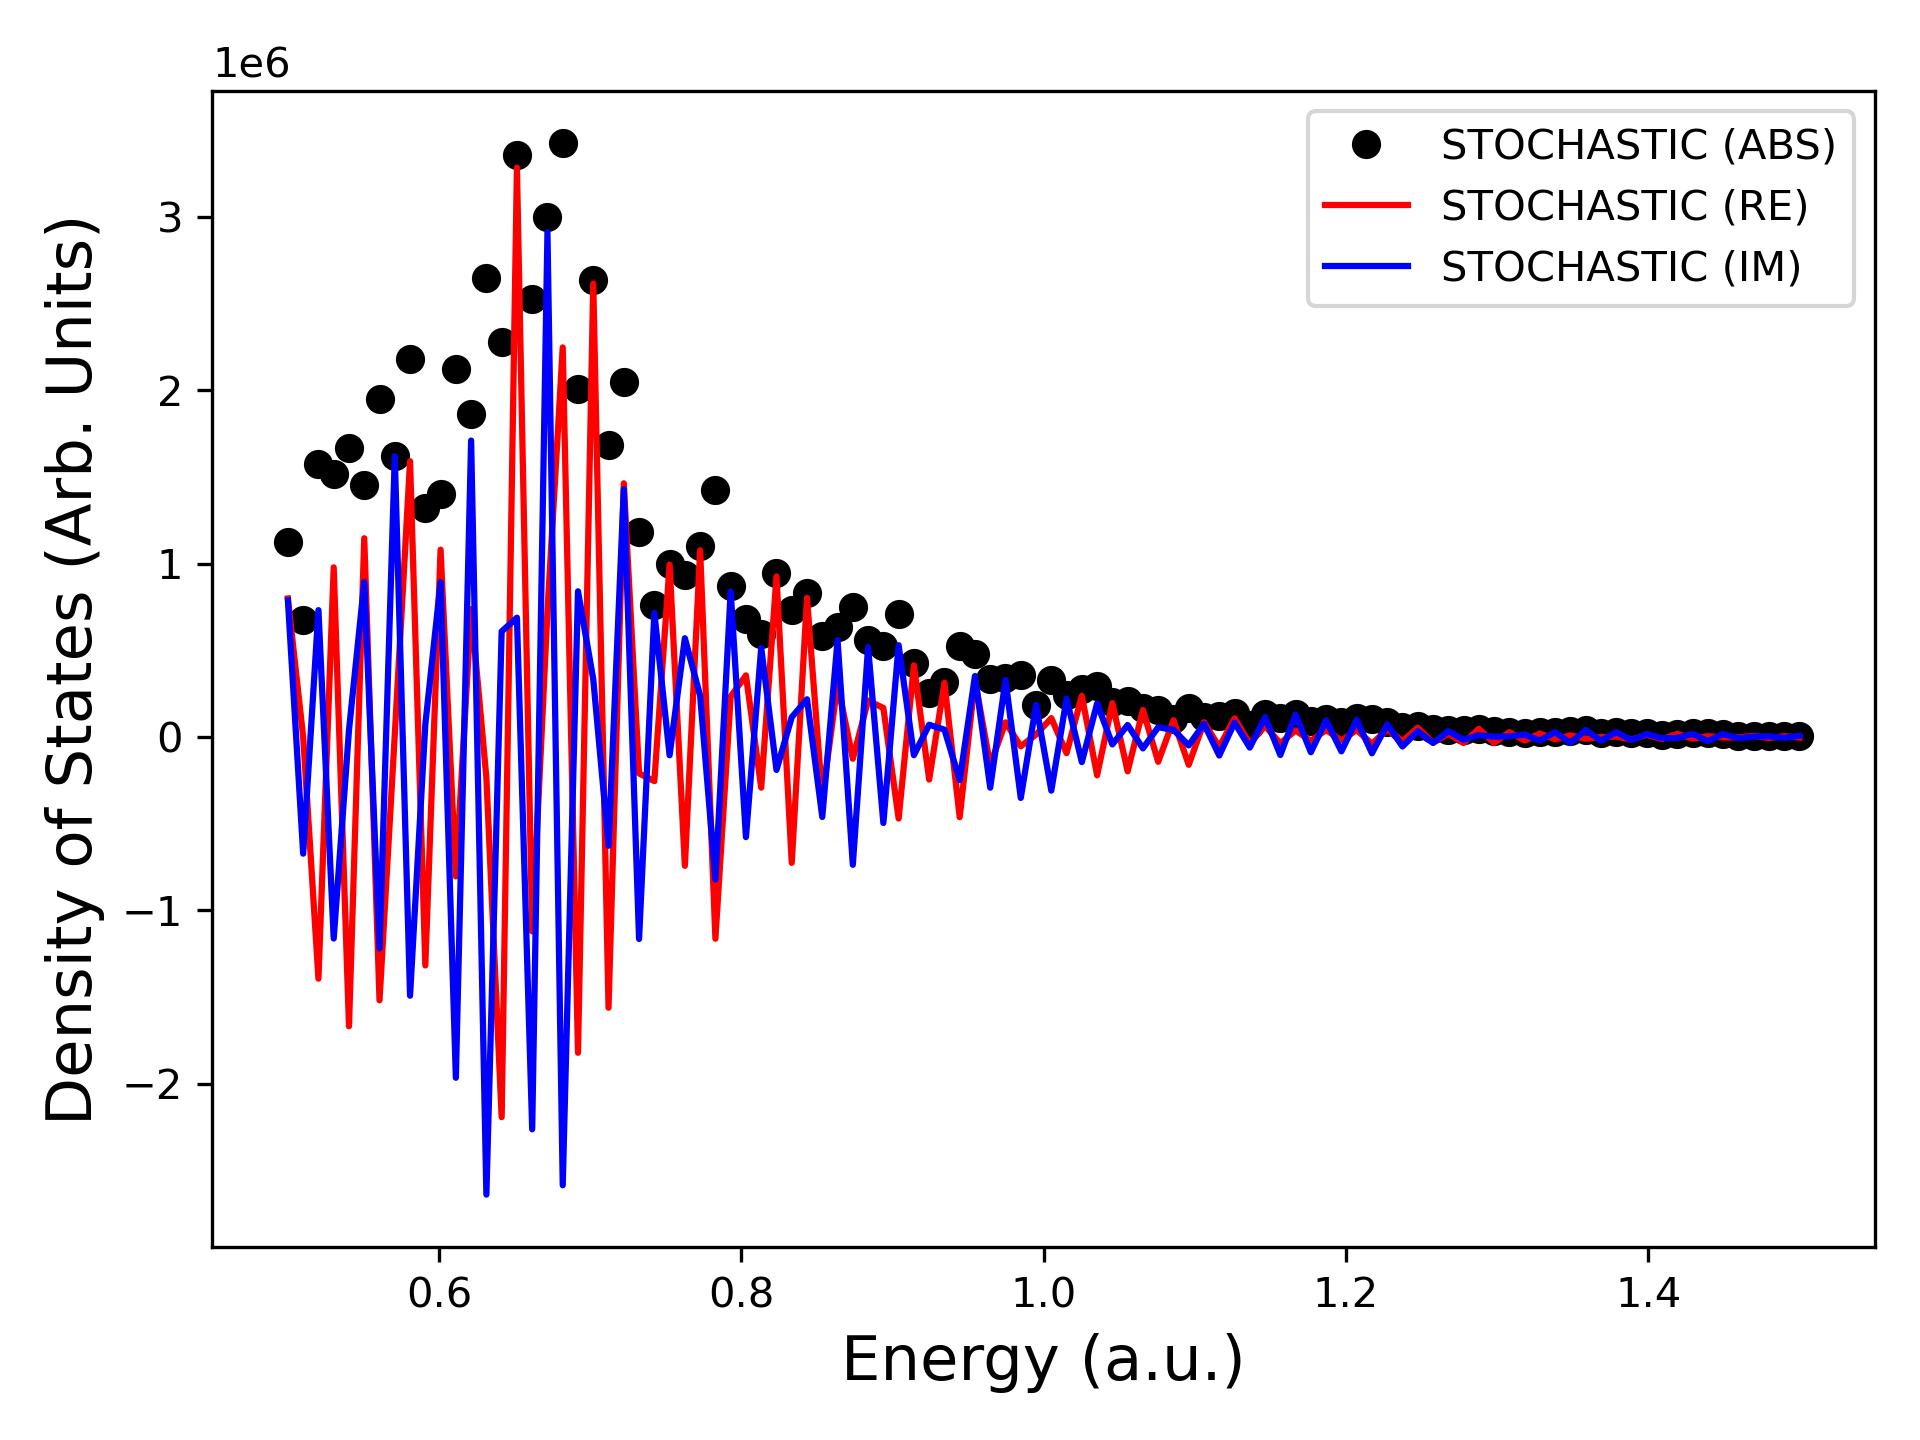 1e6
STOCHASTIC (ABS)
STOCHASTIC (RE)
STOCHASTIC (IM)
Density of States (Arb. Units)
3
2
1
0
−1
−2
0.6 0.8 1.0 1.2 1.4
Energy (a.u.)